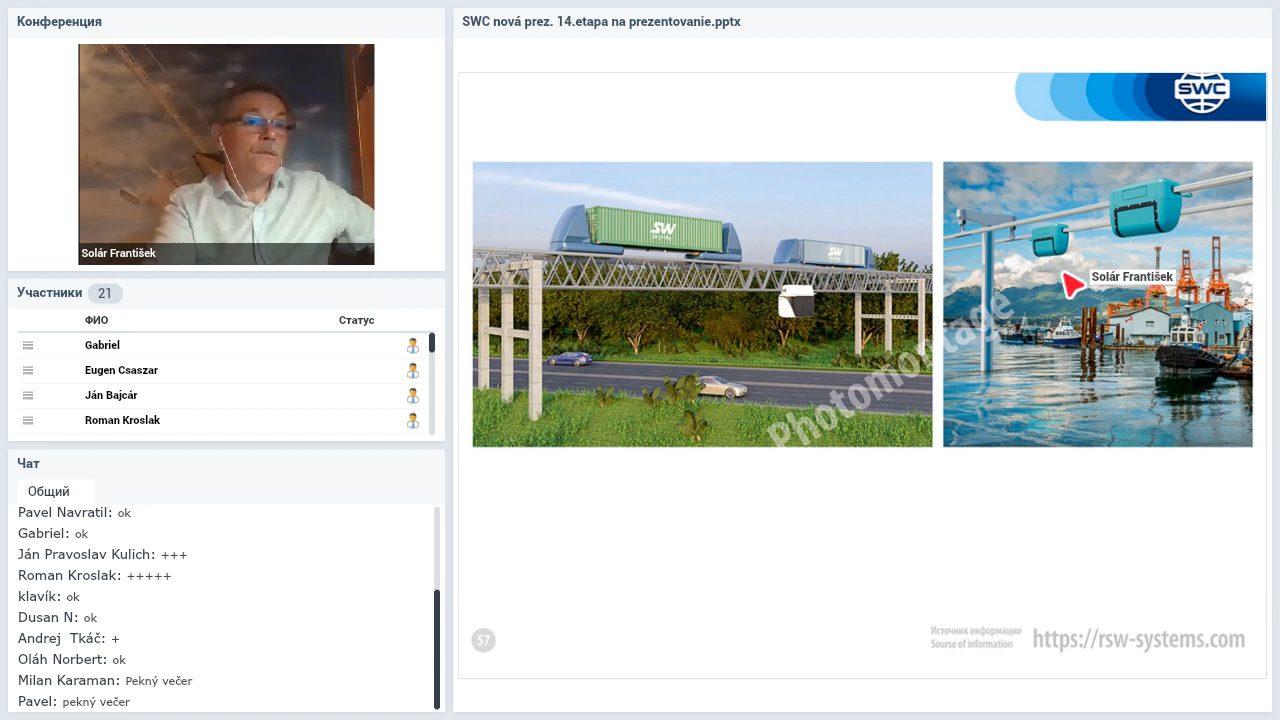 Конференция
Solár František
Участники 21
ФИО Статус
Gabriel
Eugen Csaszar
Ján Bajcár
Roman Kroslak
Чат
Общий
Pavel Navratil: ok
Gabriel: ok
Ján Pravoslav Kulich: +++
Roman Kroslak: +++++
klavík: ok
Dusan N: ok
Andrej Tkáč: +
Oláh Norbert: ok
Milan Karaman: Pekný večer
Pavel: pekný večer
SWC nová prez. 14.etapa na prezentovanie.pptx
SWC
SW
SW
Solár František
Photomontage
57
Источник информации
Sourse of information
https://rsw-systems.com